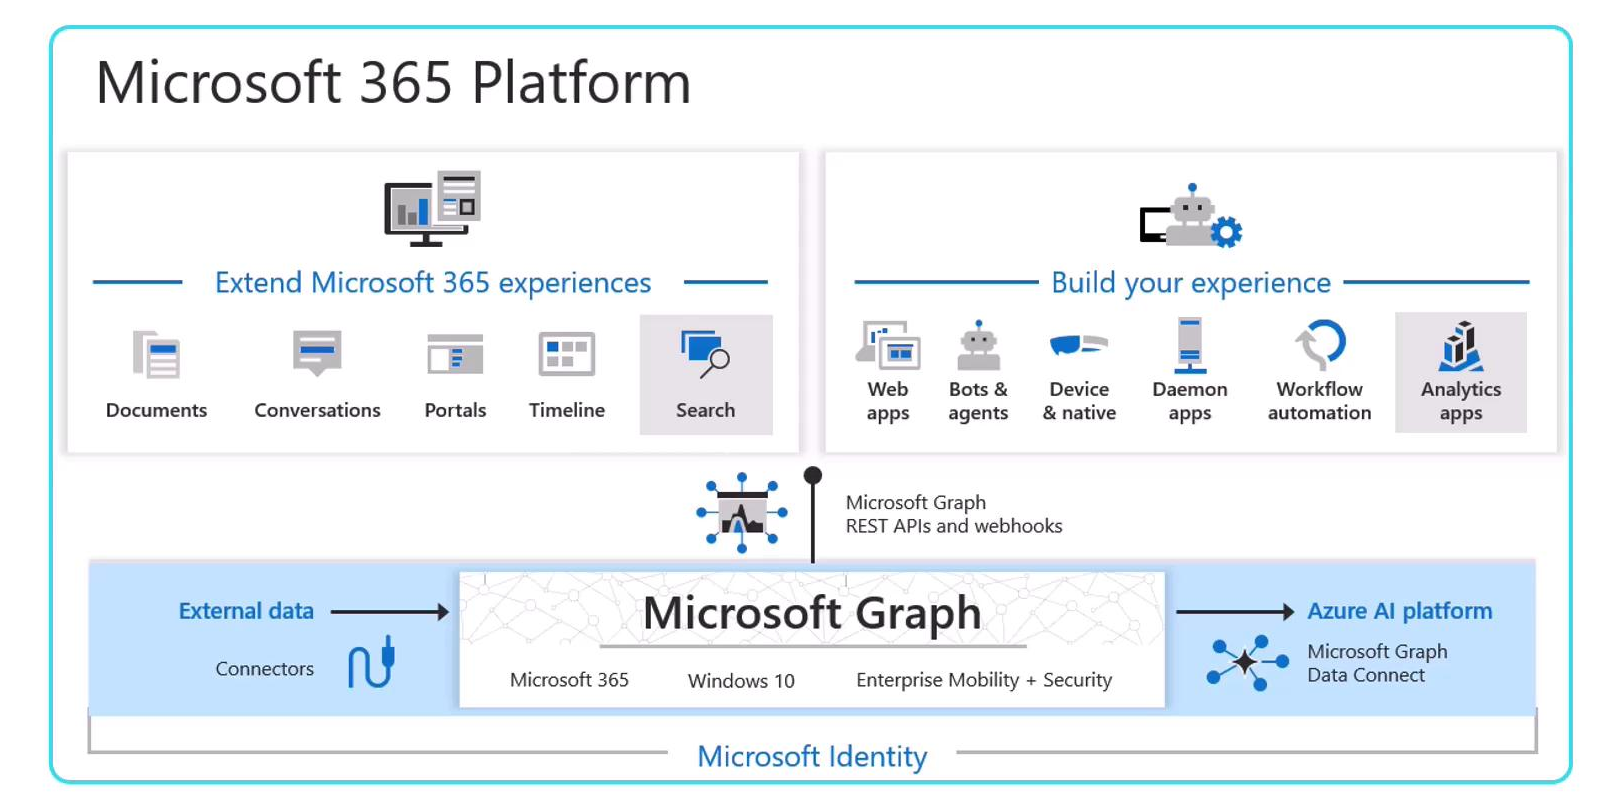 Microsoft 365 Platform
Extend Microsoft 365 experiences
Documents
Conversations
Portals
Timeline
Search
Build your experience
Web
apps
Bots &
agents
Device
& native
Daemon
apps
Workflow
automation
Analytics
apps
Microsoft Graph
REST APIs and webhooks
External data
Connectors
Microsoft Graph
Microsoft 365
Windows 10
Enterprise Mobility + Security
Azure AI platform
Microsoft Graph
Data Connect
Microsoft Identity